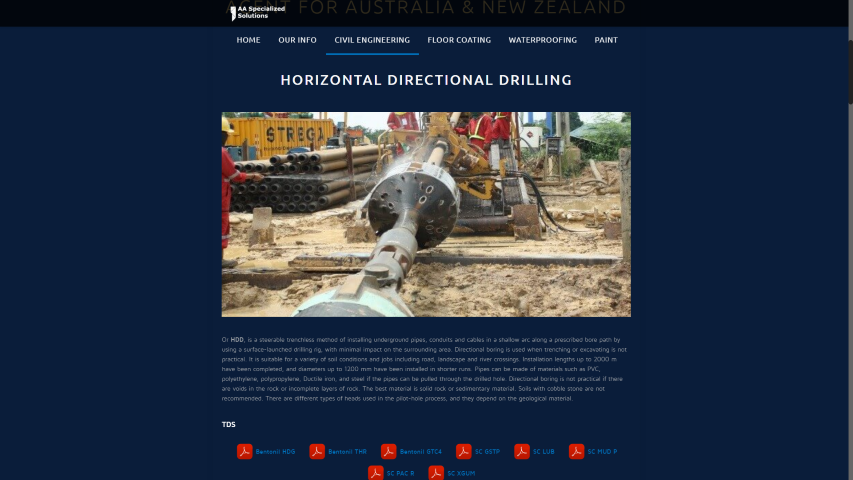 AGENT FOR AUSTRALIA & NEW ZEALAND
AA Specialized
Solutions
HOME OUR INFO CIVIL ENGINEERING FLOOR COATING WATERPROOFING PAINT
HORIZONTAL DIRECTIONAL DRILLING
STREGA
Or HDD, is a steerable trenchless method of installing underground pipes, conduits and cables in a shallow arc along a prescribed bore path by
using a surface-launched drilling rig, with minimal impact on the surrounding area. Directional boring is used when trenching or excavating is not
practical. It is suitable for a variety of soil conditions and jobs including road, landscape and river crossings. Installation lengths up to 2000 m
have been completed, and diameters up to 1200 mm have been installed in shorter runs. Pipes can be made of materials such as PVC,
polyethylene, polypropylene, Ductile iron, and steel if the pipes can be pulled through the drilled hole. Directional boring is not practical if there
are voids in the rock or incomplete layers of rock. The best material is solid rock or sedimentary material. Soils with cobble stone are not
recommended. There are different types of heads used in the pilot-hole process, and they depend on the geological material.
TDS
Bentonil HDG Bentonil THR Bentonil GTC4 SC GSTP SC LUB SC MUD P
SC PAC R SC XGUM